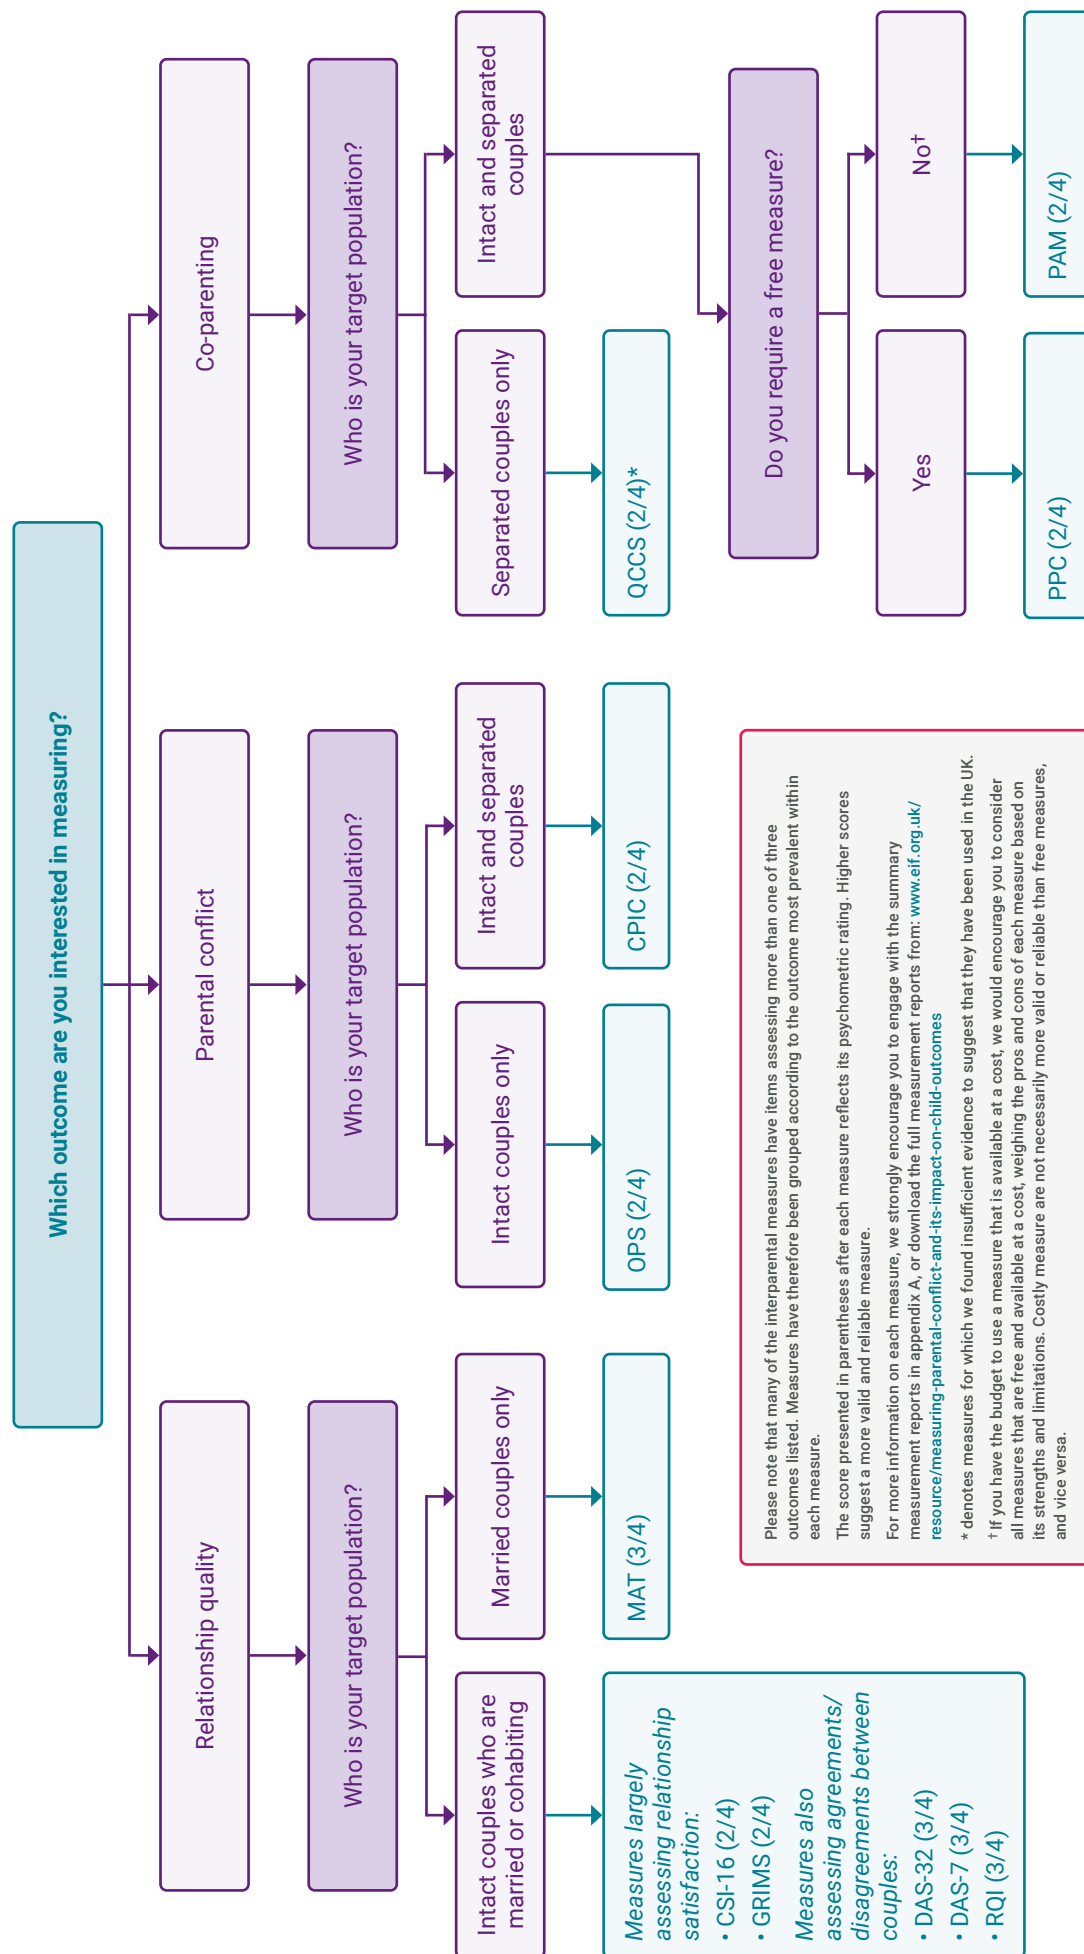 Which outcome are you interested in measuring?
Relationship quality
Who is your target population?
Intact couples who are
married or cohabiting
Measures largely
assessing relationship
satisfaction:
• CSI-16 (2/4)
• GRIMS (2/4)
Measures also
assessing agreements/
disagreements between
couples:
• DAS-32 (3/4)
• DAS-7 (3/4)
• RQI (3/4)
Married couples only
MAT (3/4)
Parental conflict
Who is your target population?
Intact couples only
OPS (2/4)
Intact and separated
couples
CPIC (2/4)
Co-parenting
Who is your target population?
Separated couples only
QCCS (2/4)*
Intact and separated
couples
Do you require a free measure?
Yes
PPC (2/4)
No†
PAM (2/4)
Please note that many of the interparental measures have items assessing more than one of three
outcomes listed. Measures have therefore been grouped according to the outcome most prevalent within
each measure.
The score presented in parentheses after each measure reflects its psychometric rating. Higher scores
suggest a more valid and reliable measure.
For more information on each measure, we strongly encourage you to engage with the summary
measurement reports in appendix A, or download the full measurement reports from: www.eif.org.uk/
resource/measuring-parental-conflict-and-its-impact-on-child-outcomes
* denotes measures for which we found insufficient evidence to suggest that they have been used in the UK.
† If you have the budget to use a measure that is available at a cost, we would encourage you to consider
all measures that are free and available at a cost, weighing the pros and cons of each measure based on
its strengths and limitations. Costly measure are not necessarily more valid or reliable than free measures,
and vice versa.